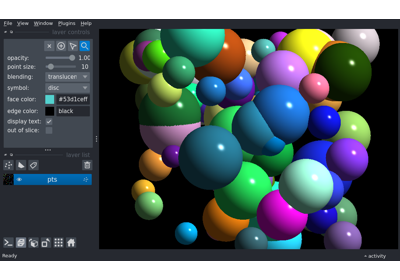 File View Window Plugins Help
layer controls
opacity: 1.00
point size: 10
blending: translucen
symbol: disc
face color: #53d1ceff
edge color: black
display text:
out of slice:
layer list
pts
Ready activity